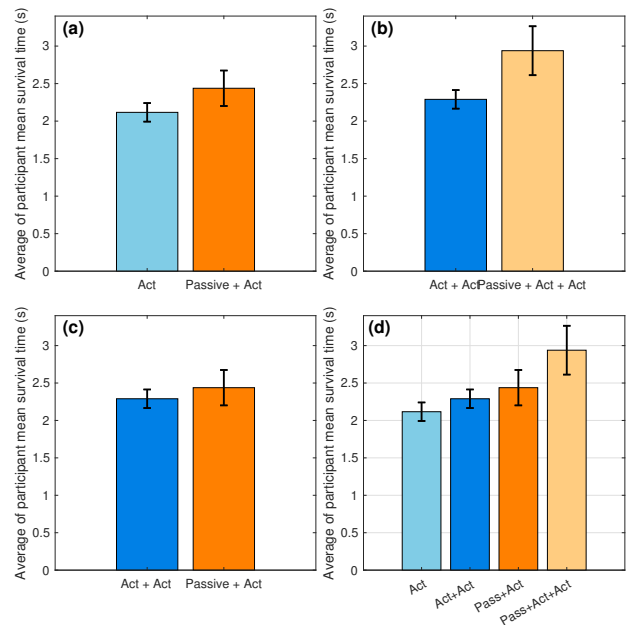 (a)
Average of participant mean survival time (s)
3
2.5
2
1.5
1
0.5
0
Act Passive + Act
(b)
Average of participant mean survival time (s)
3
2.5
2
1.5
1
0.5
0
Act + Act Passive + Act + Act
(c)
Average of participant mean survival time (s)
3
2.5
2
1.5
1
0.5
0
Act + Act Passive + Act
(d)
Average of participant mean survival time (s)
3
2.5
2
1.5
1
0.5
0
Act
Act+Act
Pass+Act
Pass+Act+Act